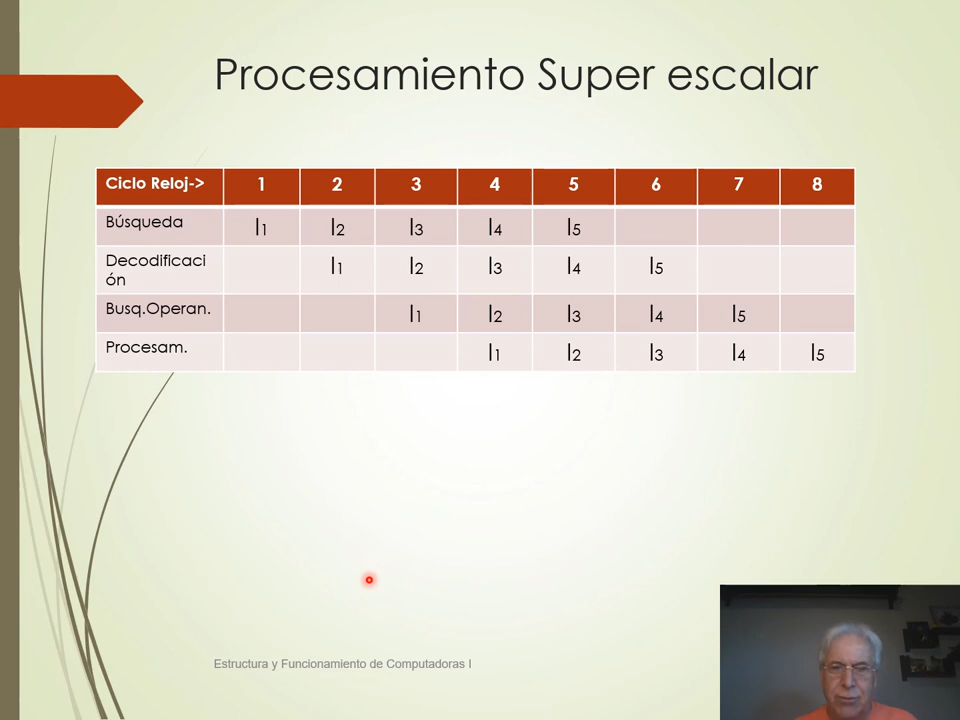 Procesamiento Super escalar
Ciclo Reloj-> 1 2 3 4 5 6 7 8
Búsqueda I1 I2 I3 I4 I5
Decodificaci
ón I1 I2 I3 I4 I5
Busq.Operan. I1 I2 I3 I4 I5
Procesam. I1 I2 I3 I4 I5
Estructura y Funcionamiento de Computadoras I